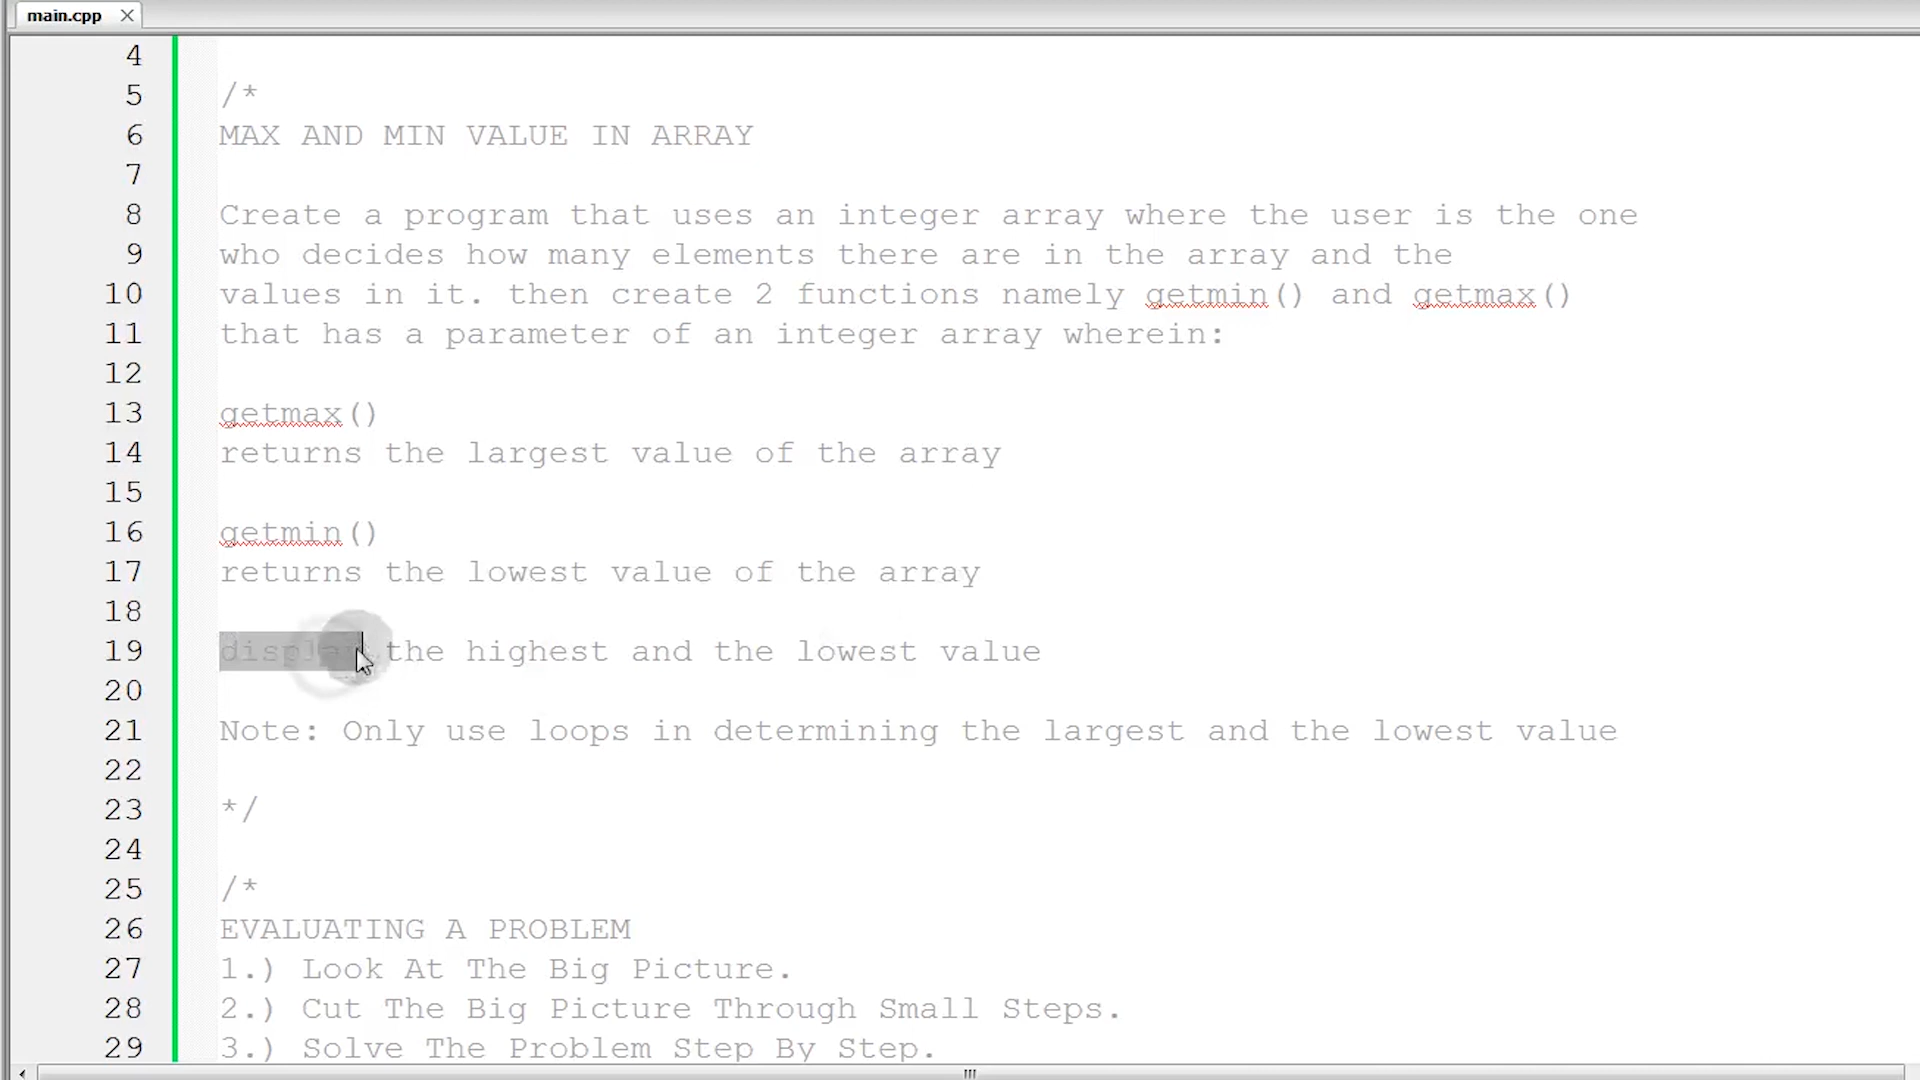 main.cpp
4
5 /*
6 MAX AND MIN VALUE IN ARRAY
7
8 Create a program that uses an integer array where the user is the one
9 who decides how many elements there are in the array and the
10 values in it. then create 2 functions namely getmin() and getmax()
11 that has a parameter of an integer array wherein:
12
13 getmax()
14 returns the largest value of the array
15
16 getmin()
17 returns the lowest value of the array
18
19 display the highest and the lowest value
20
21 Note: Only use loops in determining the largest and the lowest value
22
23 */
24
25 /*
26 EVALUATING A PROBLEM
27 1.) Look At The Big Picture.
28 2.) Cut The Big Picture Through Small Steps.
29 3.) Solve The Problem Step By Step.